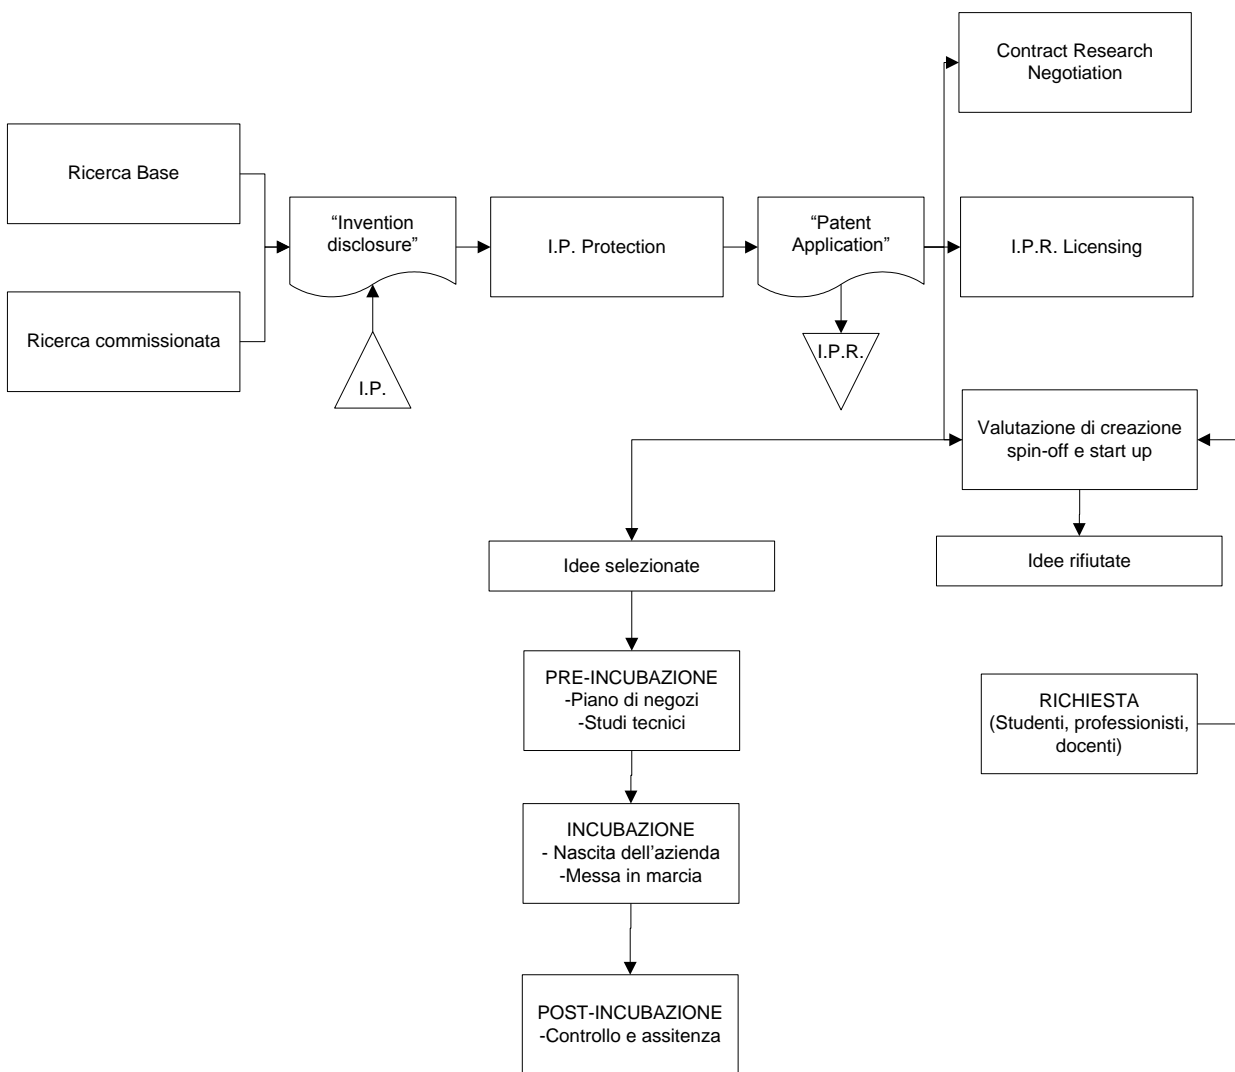 Contract Research
Negotiation
Ricerca Base
“Invention
disclosure”
I.P. Protection
“Patent
Application”
I.P.R. Licensing
Ricerca commissionata
I.P.
I.P.R.
Valutazione di creazione
spin-off e start up
Idee selezionate
Idee rifiutate
PRE-INCUBAZIONE
-Piano di negozi
-Studi tecnici
RICHIESTA
(Studenti, professionisti,
docenti)
INCUBAZIONE
- Nascita dell’azienda
-Messa in marcia
POST-INCUBAZIONE
-Controllo e assitenza